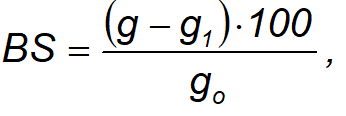 BS = (g − g₁)·100 / gₒ ,